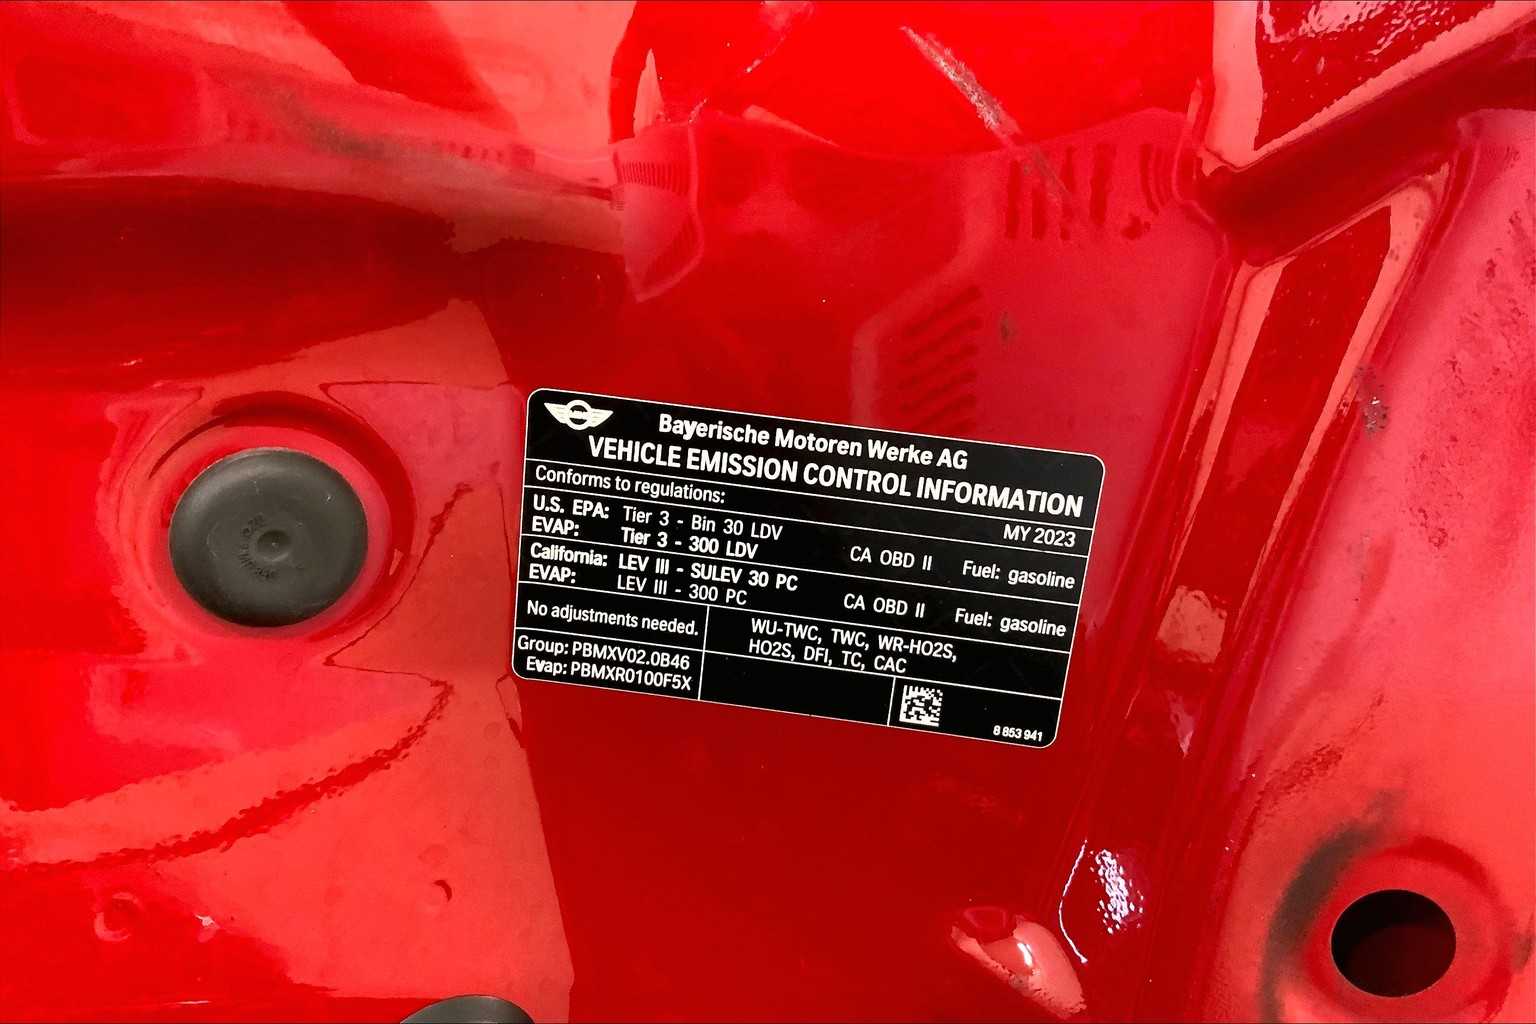 Bayerische Motoren Werke AG
VEHICLE EMISSION CONTROL INFORMATION
Conforms to regulations:
MY 2023
U.S. EPA: Tier 3 - Bin 30 LDV
EVAP: Tier 3 - 300 LDV
CA OBD II Fuel: gasoline
California: LEV III - SULEV 30 PC
EVAP: LEV III - 300 PC
CA OBD II Fuel: gasoline
No adjustments needed.
WU-TWC, TWC, WR-HO2S,
HO2S, DFI, TC, CAC
Group: PBMXV02.0B46
Evap: PBMXR0100F5X
8 853 941